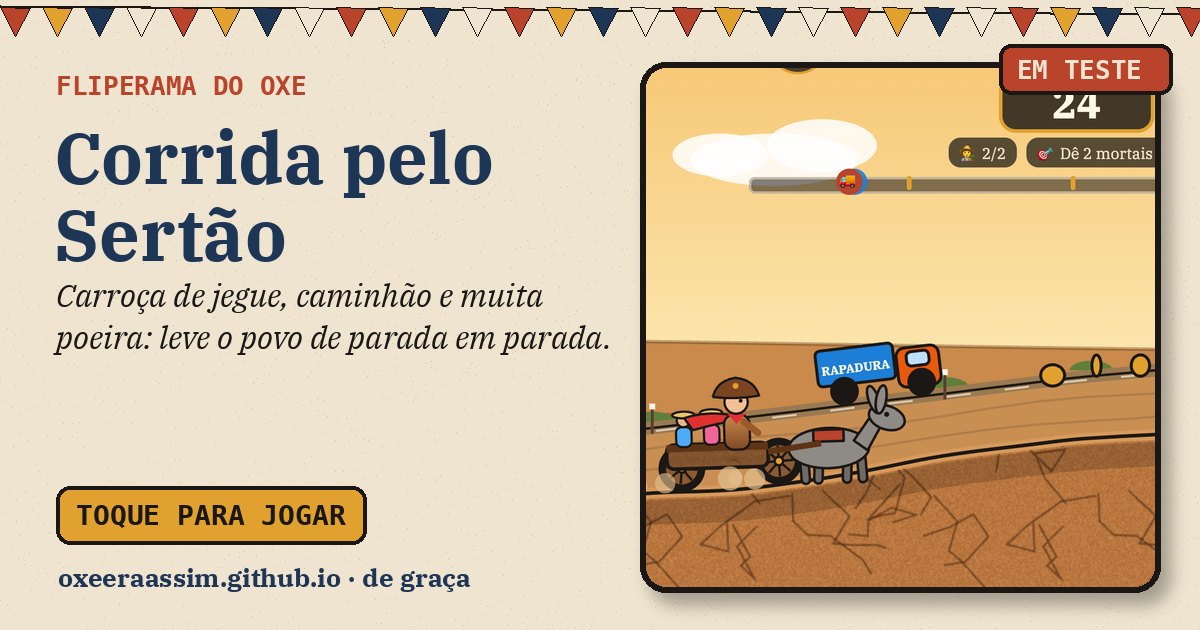 FLIPERAMA DO OXE
Corrida pelo
Sertão
Carroça de jegue, caminhão e muita
poeira: leve o povo de parada em parada.
TOQUE PARA JOGAR
oxeeraassim.github.io · de graça
EM TESTE
24
2/2
Dê 2 mortais
RAPADURA